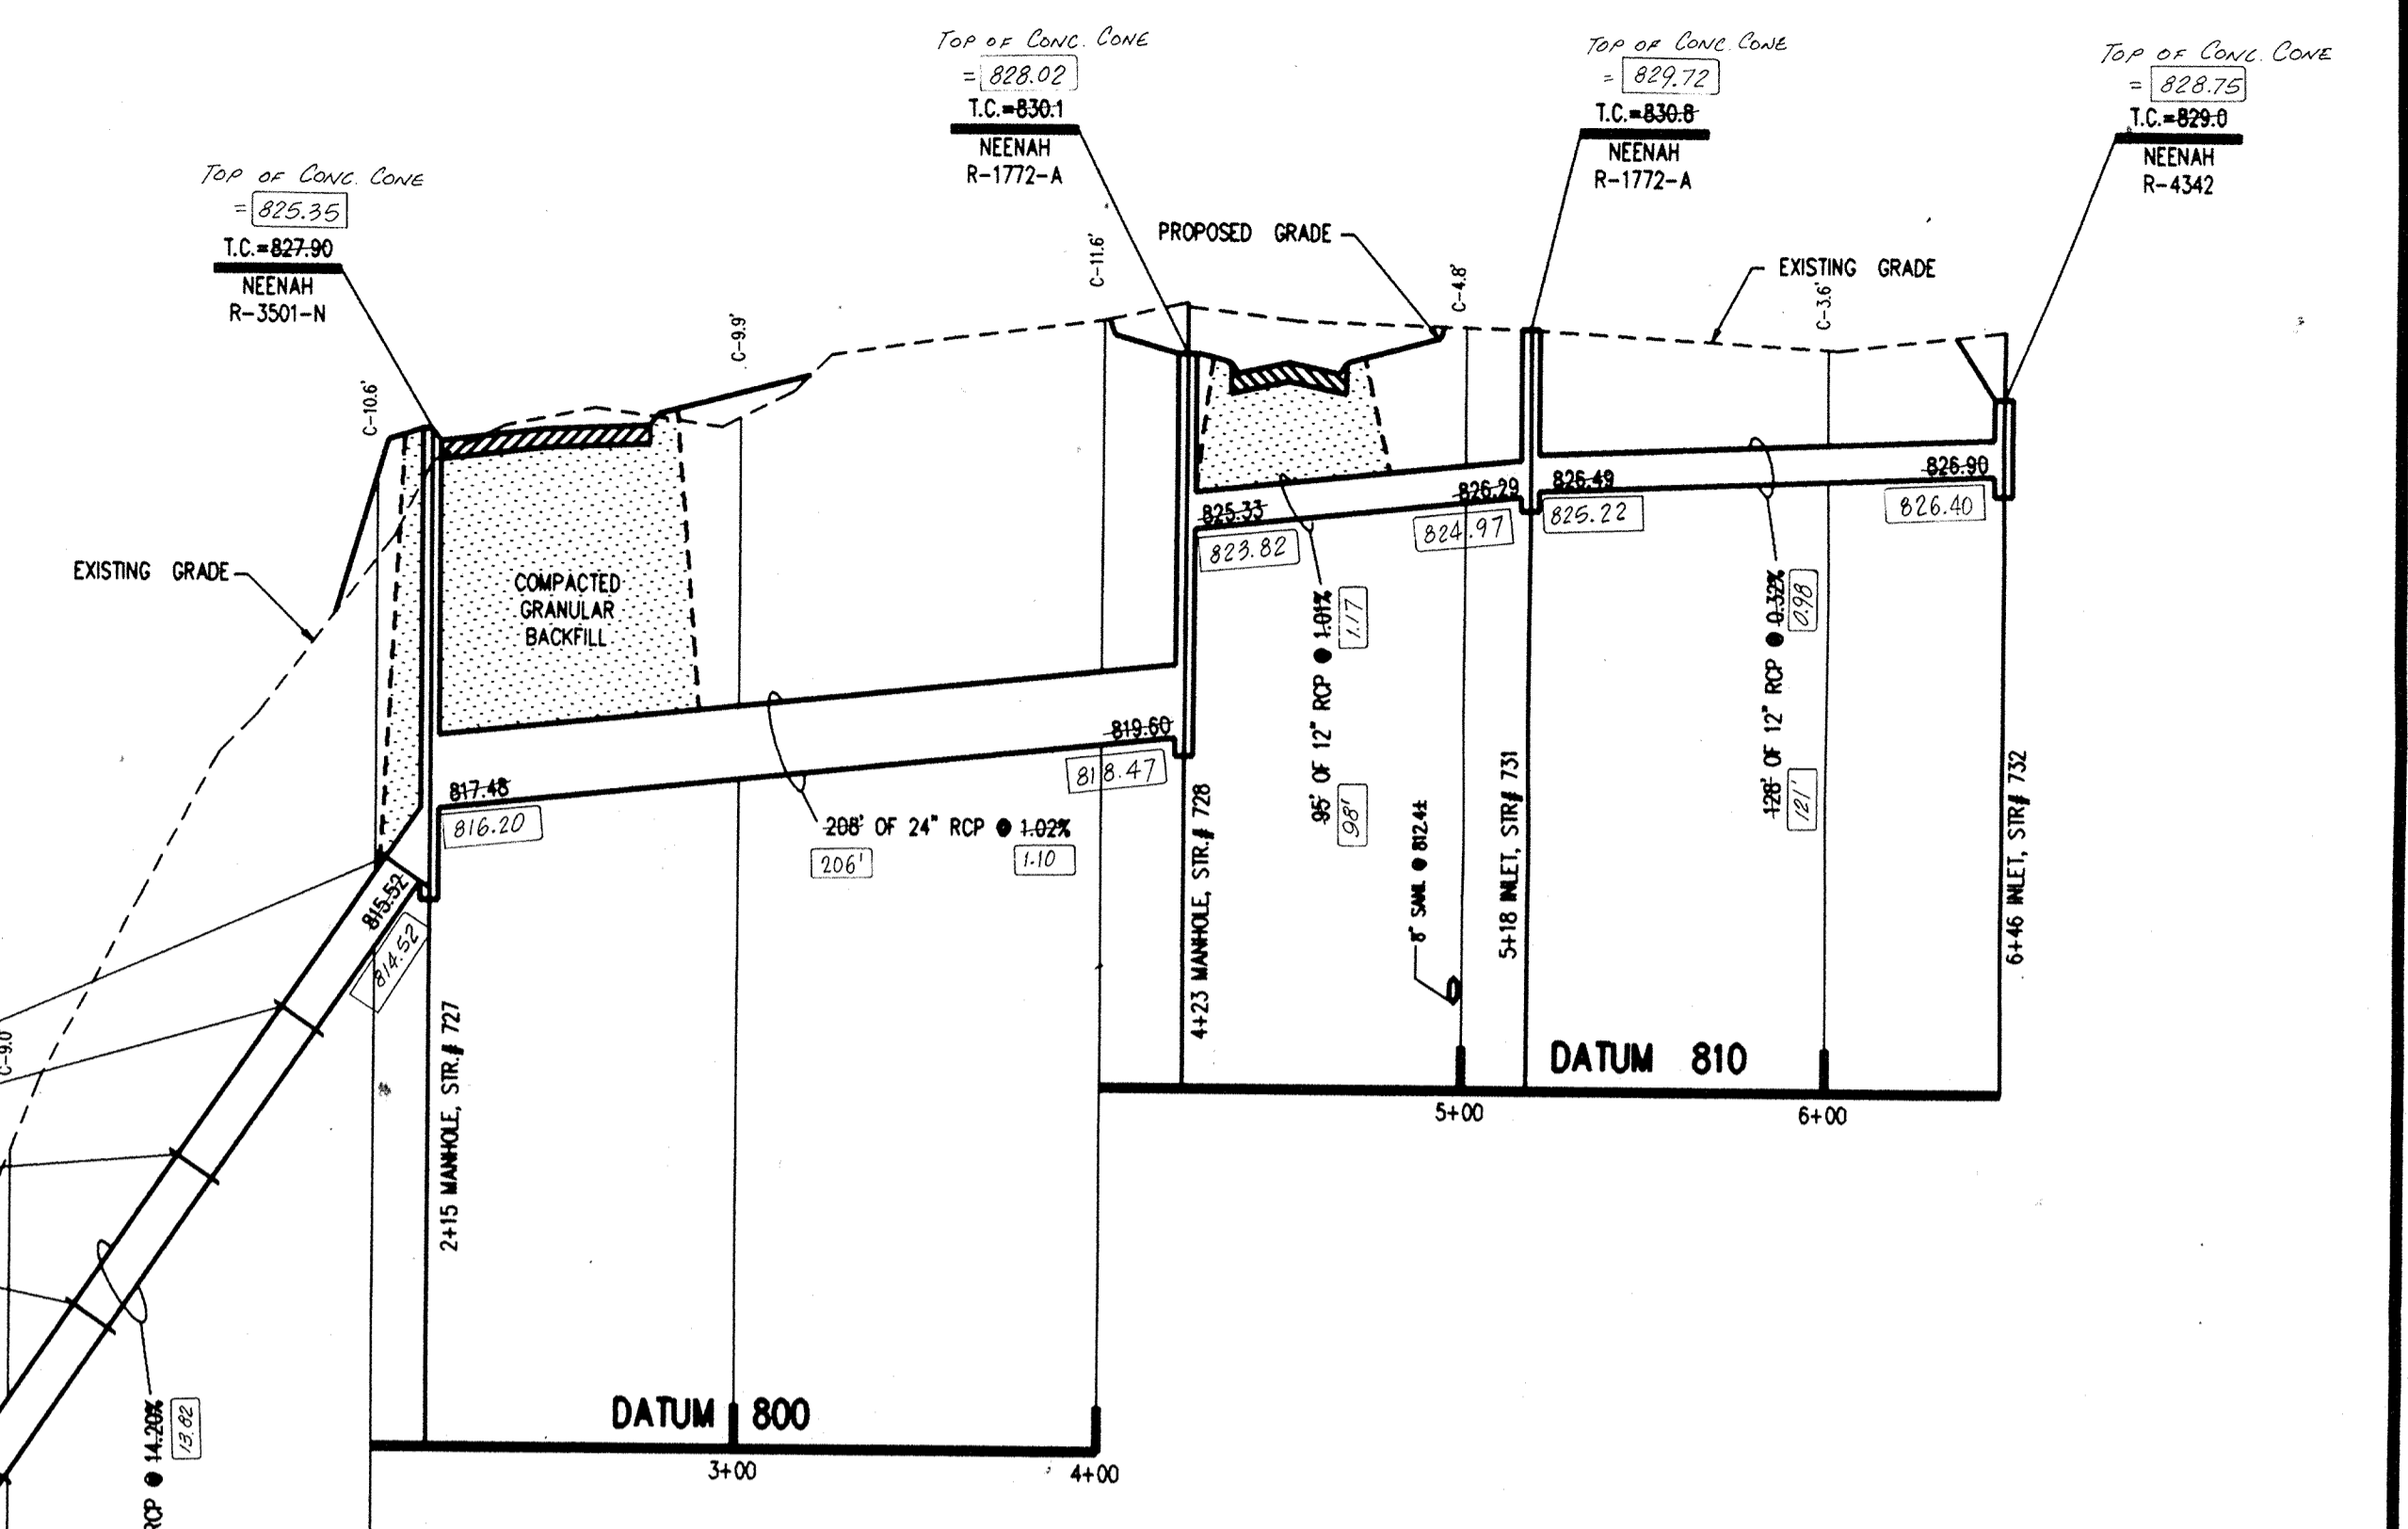 TOP OF CONC. CONE
= 828.02
T.C.=830.1
NEENAH
R-1772-A
TOP OF CONC. CONE
= 829.72
T.C.=830.8
NEENAH
R-1772-A
TOP OF CONC. CONE
= 828.75
T.C.=829.0
NEENAH
R-4342
TOP OF CONC. CONE
= 825.35
T.C.=827.90
NEENAH
R-3501-N
PROPOSED GRADE
EXISTING GRADE
C-10.6'
C-9.9'
C-11.6'
C-4.8'
C-3.6'
EXISTING GRADE
COMPACTED
GRANULAR
BACKFILL
825.33
823.82
826.29
824.97
826.49
825.22
826.90
826.40
95' OF 12" RCP @ 1.01%
98'
1.17
128' OF 12" RCP @ 0.32%
121'
0.98
817.48
816.20
819.60
818.47
208' OF 24" RCP @ 1.02%
206'
1.10
815.52
814.52
C-9.0
2+15 MANHOLE, STR.# 727
4+23 MANHOLE, STR.# 728
8" SANI. @ 812.4±
5+18 INLET, STR# 731
6+46 INLET, STR# 732
DATUM 810
5+00
6+00
RCP @ 14.20%
13.82
DATUM 800
3+00
4+00